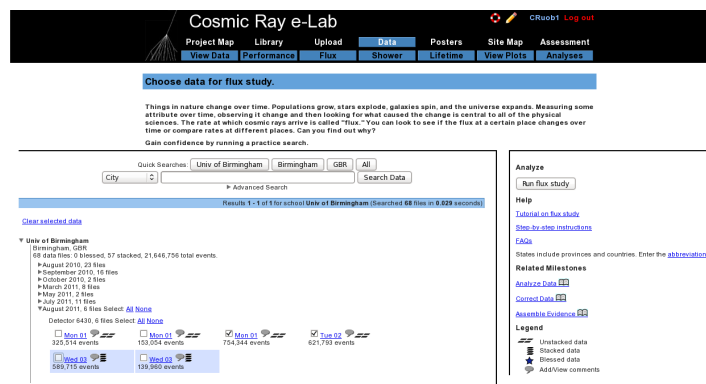 Cosmic Ray e-Lab
CRuob1 Log out
Project Map Library Upload Data Posters Site Map Assessment
View Data Performance Flux Shower Lifetime View Plots Analyses
Choose data for flux study.
Things in nature change over time. Populations grow, stars explode, galaxies spin, and the universe expands. Measuring some
attribute over time, observing it change and then looking for what caused the change is central to all of the physical
sciences. The rate at which cosmic rays arrive is called "flux." You can look to see if the flux at a certain place changes over
time or compare rates at different places. Can you find out why?
Gain confidence by running a practice search.
Quick Searches: Univ of Birmingham Birmingham GBR All
City Search Data
Advanced Search
Results 1 - 1 of 1 for school Univ of Birmingham (Searched 68 files in 0.029 seconds)
Clear selected data
Univ of Birmingham
Birmingham, GBR
68 data files: 0 blessed, 57 stacked, 21,646,756 total events.
August 2010, 23 files
September 2010, 16 files
October 2010, 2 files
March 2011, 8 files
May 2011, 2 files
July 2011, 11 files
August 2011, 6 files Select: All None
Detector 6430, 6 files Select: All None
Mon 01 Mon 01 Mon 01 Tue 02
325,514 events 153,054 events 754,344 events 621,793 events
Wed 03 Wed 03
589,715 events 139,960 events
Analyze
Run flux study
Help
Tutorial on flux study
Step-by-step instructions
FAQs
States include provinces and countries. Enter the abbreviation
Related Milestones
Analyze Data
Correct Data
Assemble Evidence
Legend
Unstacked data
Stacked data
Blessed data
Add/View comments